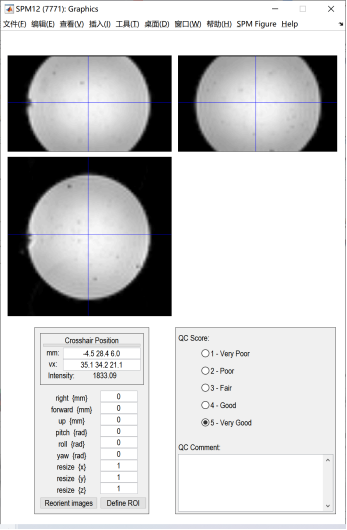 SPM12 (7771): Graphics
文件(F) 编辑(E) 查看(V) 插入(I) 工具(T) 桌面(D) 窗口(W) 帮助(H) SPM Figure Help
Crosshair Position
mm: -4.5 28.4 6.0
vx: 35.1 34.2 21.1
Intensity: 1833.09
right {mm} 0
forward {mm} 0
up {mm} 0
pitch {rad} 0
roll {rad} 0
yaw {rad} 0
resize {x} 1
resize {y} 1
resize {z} 1
Reorient images Define ROI
QC Score:
1 - Very Poor
2 - Poor
3 - Fair
4 - Good
5 - Very Good
QC Comment: